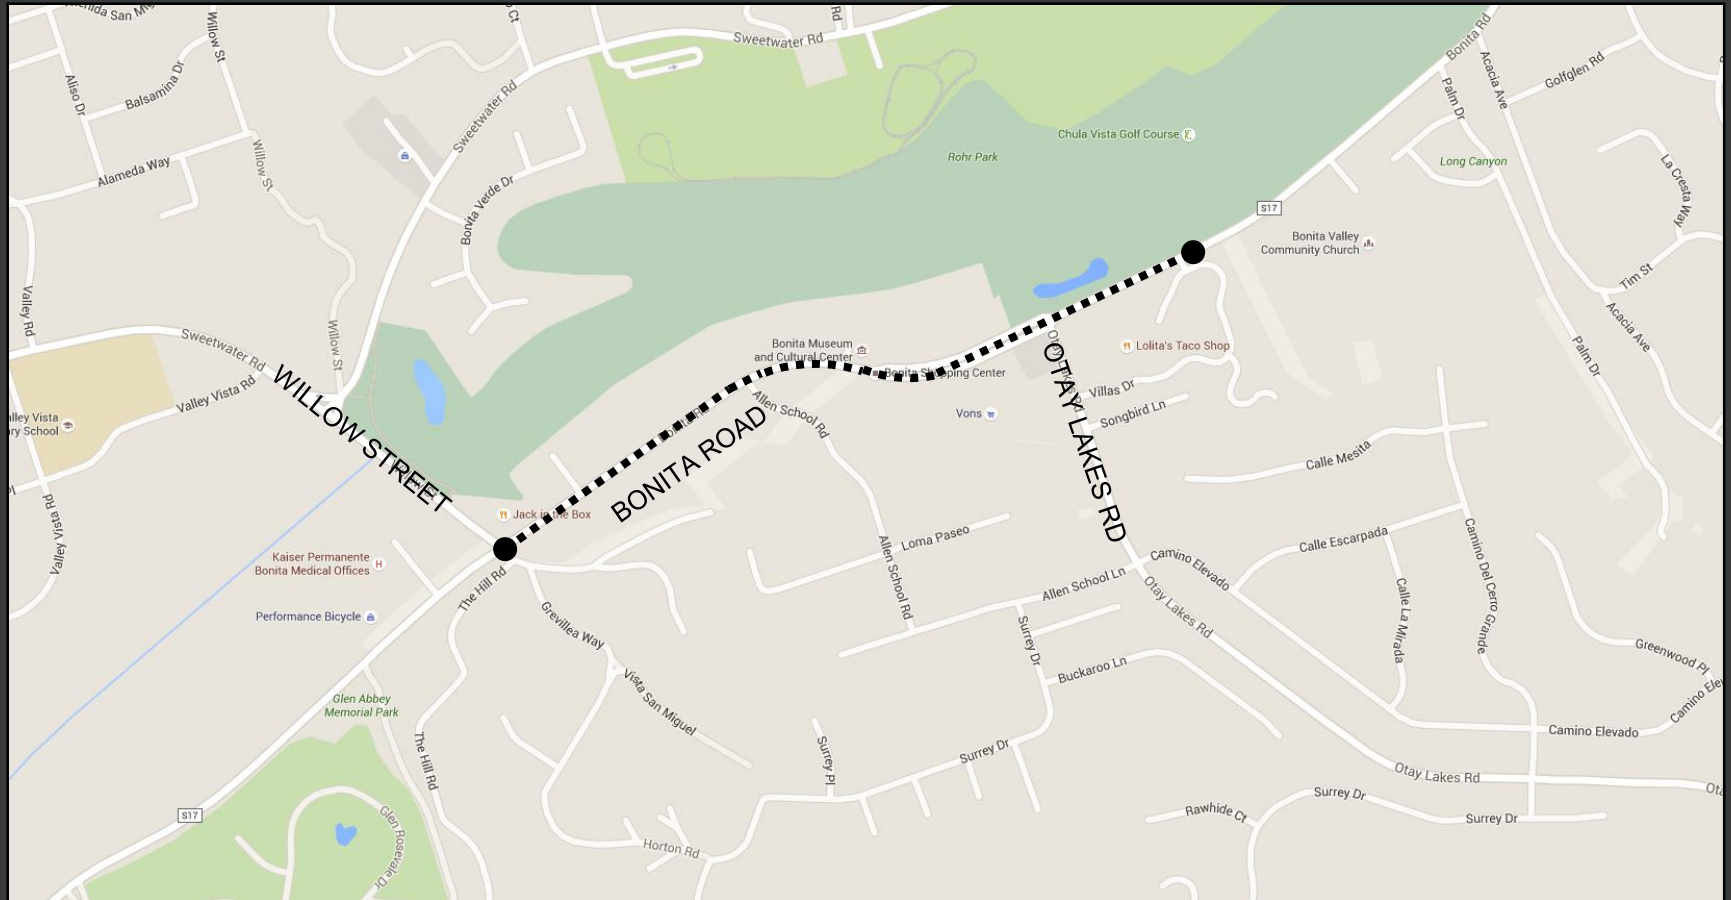 Willow St
Rd
Sweetwater Rd
Bonita Rd
Aliso Dr
Balsamina Dr
Acacia Ave
Golfglen Rd
Palm Dr
Sweetwater Rd
Chula Vista Golf Course
Rohr Park
Long Canyon
Alameda Way
Willow St
La Cresta Way
Bonita Verde Dr
S17
Bonita Valley
Community Church
Tim St
Valley Rd
Sweetwater Rd
Willow St
Acacia Ave
Bonita Museum
and Cultural Center
Lolita's Taco Shop
Palm Dr
Bonita Shopping Center
OTAY LAKES RD
Villas Dr
Valley Vista Rd
WILLOW STREET
Allen School Rd
Vons
Songbird Ln
BONITA ROAD
Calle Mesita
Valley Vista Rd
Jack in the Box
Loma Paseo
Calle Escarpada
Kaiser Permanente
Bonita Medical Offices
The Hill Rd
Allen School Rd
Allen School Ln
Camino Elevado
Camino Del Cerro Grande
Performance Bicycle
Grevillea Way
Surrey Dr
Otay Lakes Rd
Calle La Mirada
Greenwood Pl
Buckaroo Ln
Vista San Miguel
Glen Abbey
Memorial Park
Camino Elevado
The Hill Rd
Surrey Pl
Surrey Dr
Otay Lakes Rd
S17
Glen Rosevale Dr
Horton Rd
Rawhide Ct
Surrey Dr
Surrey Dr